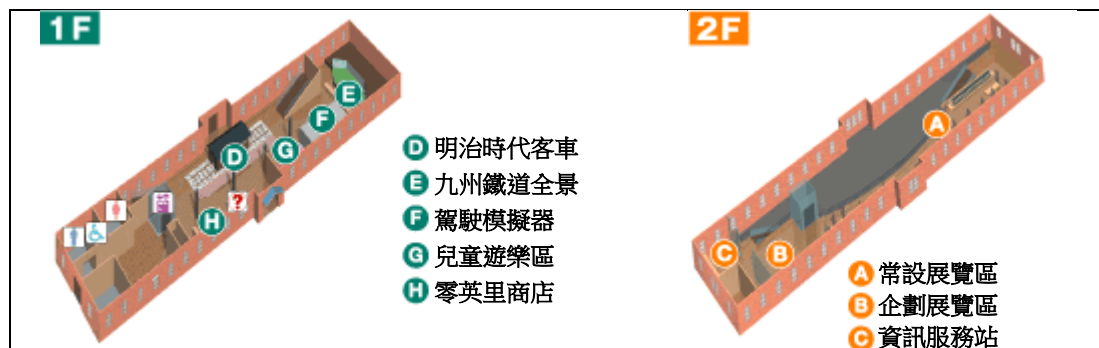 1F
E
F
D
G
?
H
D 明治時代客車
E 九州鐵道全景
F 駕駛模擬器
G 兒童遊樂區
H 零英里商店
2F
A
C
B
A 常設展覽區
B 企劃展覽區
C 資訊服務站